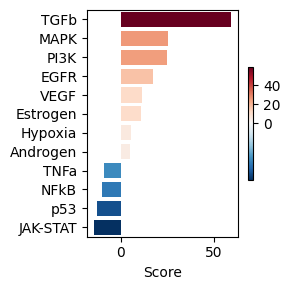 TGFb
MAPK
PI3K
EGFR
VEGF
Estrogen
Hypoxia
Androgen
TNFa
NFkB
p53
JAK-STAT
0 50
Score
40
20
0